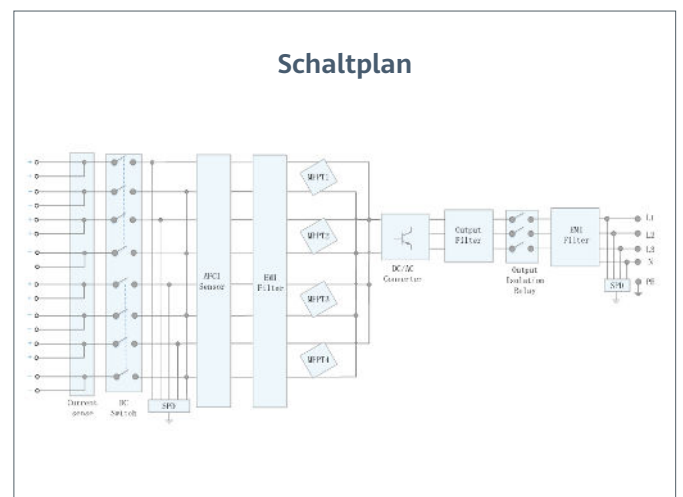 Schaltplan
Current
sense
DC
Switch
SPD
AFCI
Sensor
EMI
Filter
MPPT1
MPPT2
MPPT3
MPPT4
DC/AC
Converter
Output
Filter
Output
Isolation
Relay
EMI
Filter
SPD
L1
L2
L3
N
PE